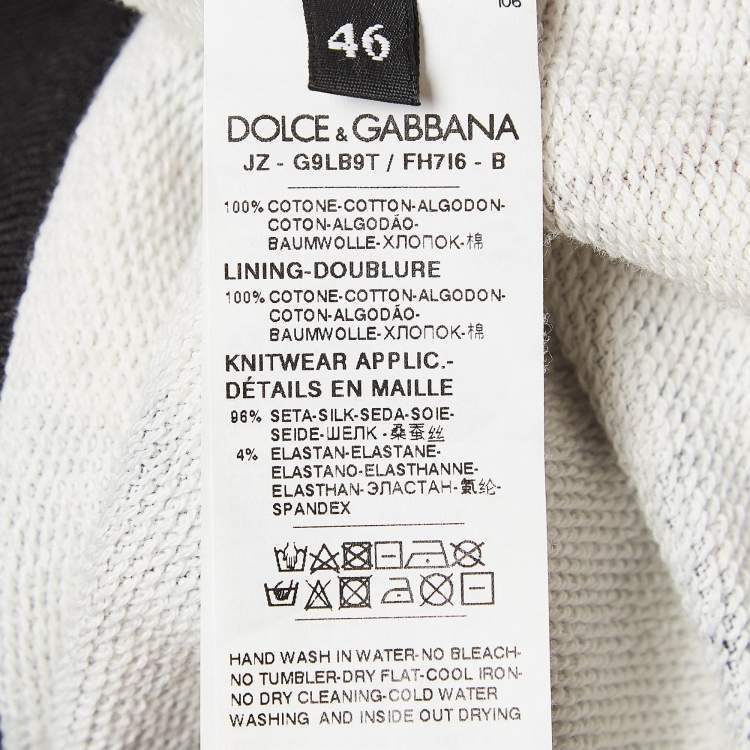 106
46
DOLCE & GABBANA
JZ - G9LB9T / FH7I6 - B
100% COTONE-COTTON-ALGODON-
COTON-ALGODÃO-
BAUMWOLLE-ХЛОПОК-棉
LINING-DOUBLURE
100% COTONE-COTTON-ALGODON-
COTON-ALGODÃO-
BAUMWOLLE-ХЛОПОК-棉
KNITWEAR APPLIC.-
DÉTAILS EN MAILLE
96% SETA-SILK-SEDA-SOIE-
SEIDE-ШЕЛК-桑蚕丝
4% ELASTAN-ELASTANE-
ELASTANO-ELASTHANNE-
ELASTHAN-ЭЛАСТАН-氨纶-
SPANDEX
HAND WASH IN WATER-NO BLEACH-
NO TUMBLER-DRY FLAT-COOL IRON-
NO DRY CLEANING-COLD WATER
WASHING AND INSIDE OUT DRYING